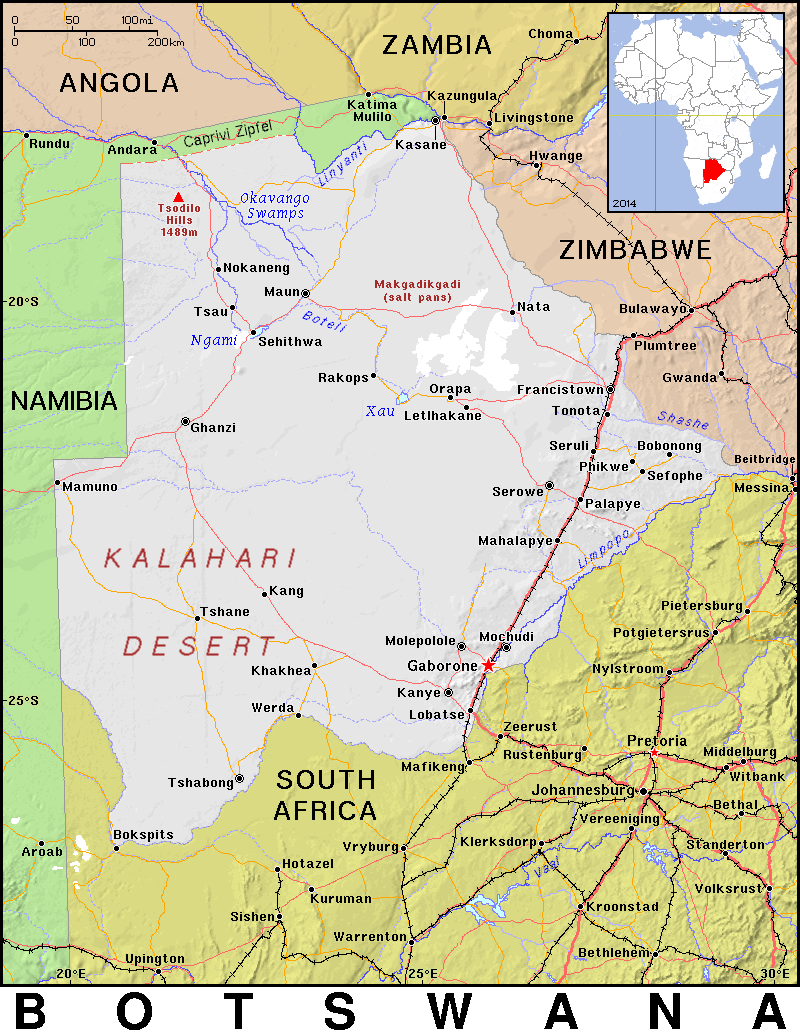 0 50 100mi
0 100 200km
ANGOLA
ZAMBIA
Choma
Katima
Mulilo
Kazungula
Livingstone
Rundu
Andara
Caprivi Zipfel
Kasane
Linyanti
Hwange
2014
Tsodilo
Hills
1489m
Okavango
Swamps
ZIMBABWE
Nokaneng
Maun
Makgadikgadi
(salt pans)
20°S
Tsau
Boteli
Nata
Bulawayo
Ngami
Sehithwa
Plumtree
Rakops
Orapa
Francistown
Gwanda
NAMIBIA
Xau
Letlhakane
Tonota
Shashe
Ghanzi
Seruli
Bobonong
Phikwe
Sefophe
Beitbridge
Mamuno
Serowe
Palapye
Messina
Mahalapye
Limpopo
KALAHARI
Kang
Tshane
Pietersburg
DESERT
Molepolole
Mochudi
Potgietersrus
Khakhea
Gaborone
Nylstroom
Kanye
25°S
Werda
Lobatse
Zeerust
Rustenburg
Pretoria
Middelburg
Mafikeng
Witbank
Tshabong
SOUTH
AFRICA
Johannesburg
Bethal
Vereeniging
Bokspits
Aroab
Vryburg
Klerksdorp
Standerton
Hotazel
Vaal
Kuruman
Volksrust
Sishen
Kroonstad
Warrenton
Upington
Bethlehem
20°E 25°E 30°E
BOTSWANA